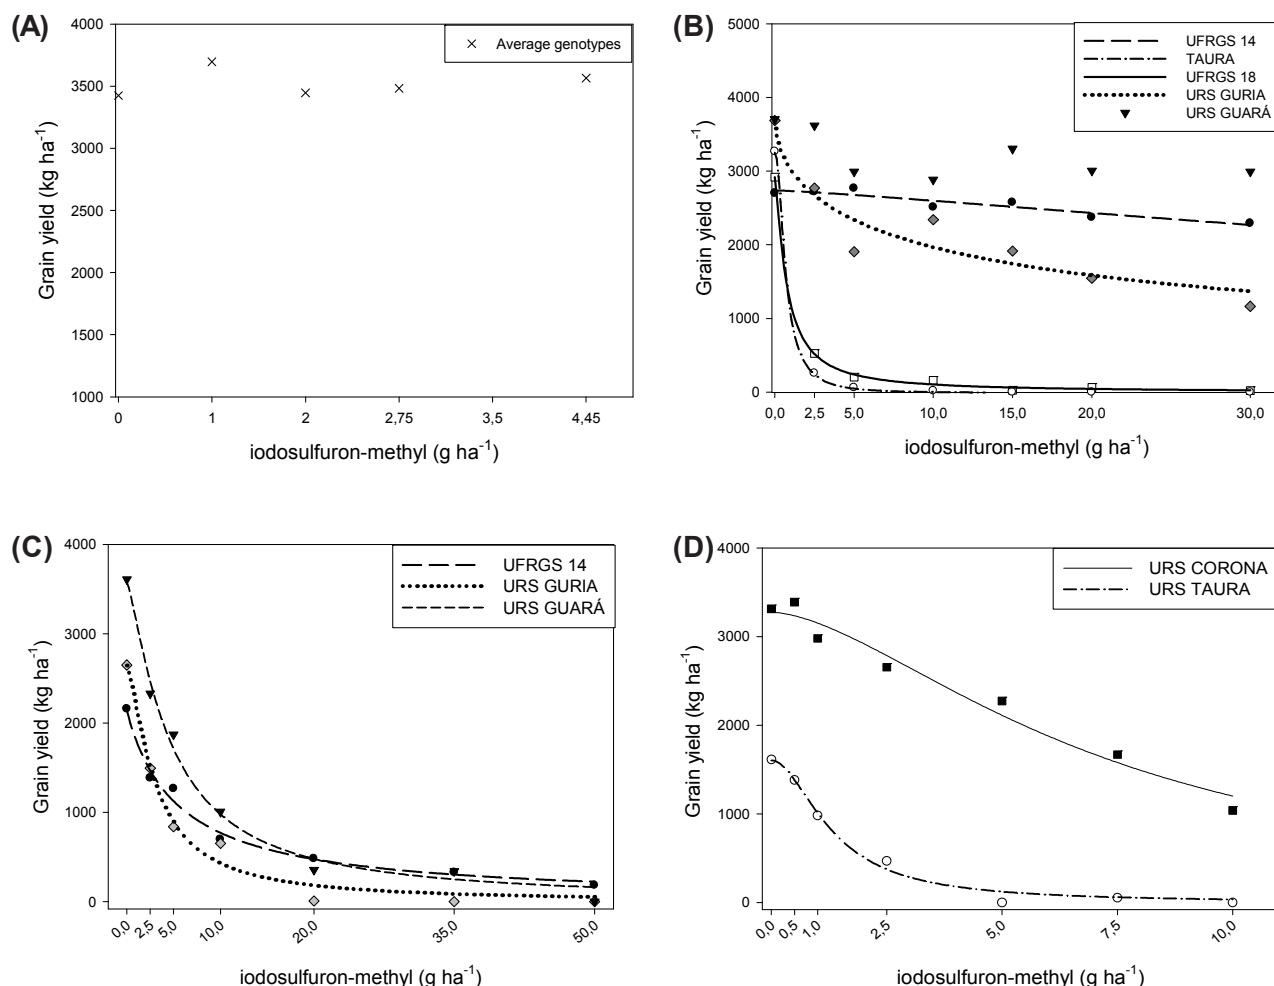 (A)
4000
3500
3000
2500
2000
1500
1000
Grain yield (kg ha⁻¹)
× Average genotypes
0 1 2 2,75 3,5 4,45
iodosulfuron-methyl (g ha⁻¹)
(B)
5000
4000
3000
2000
1000
0
Grain yield (kg ha⁻¹)
UFRGS 14
TAURA
UFRGS 18
URS GURIA
URS GUARÁ
0,0 2,5 5,0 10,0 15,0 20,0 30,0
iodosulfuron-methyl (g ha⁻¹)
(C)
4000
3000
2000
1000
0
Grain yield (kg ha⁻¹)
UFRGS 14
URS GURIA
URS GUARÁ
0,0 2,5 5,0 10,0 20,0 35,0 50,0
iodosulfuron-methyl (g ha⁻¹)
(D)
4000
3000
2000
1000
0
Grain yield (kg ha⁻¹)
URS CORONA
URS TAURA
0,0 0,5 1,0 2,5 5,0 7,5 10,0
iodosulfuron-methyl (g ha⁻¹)